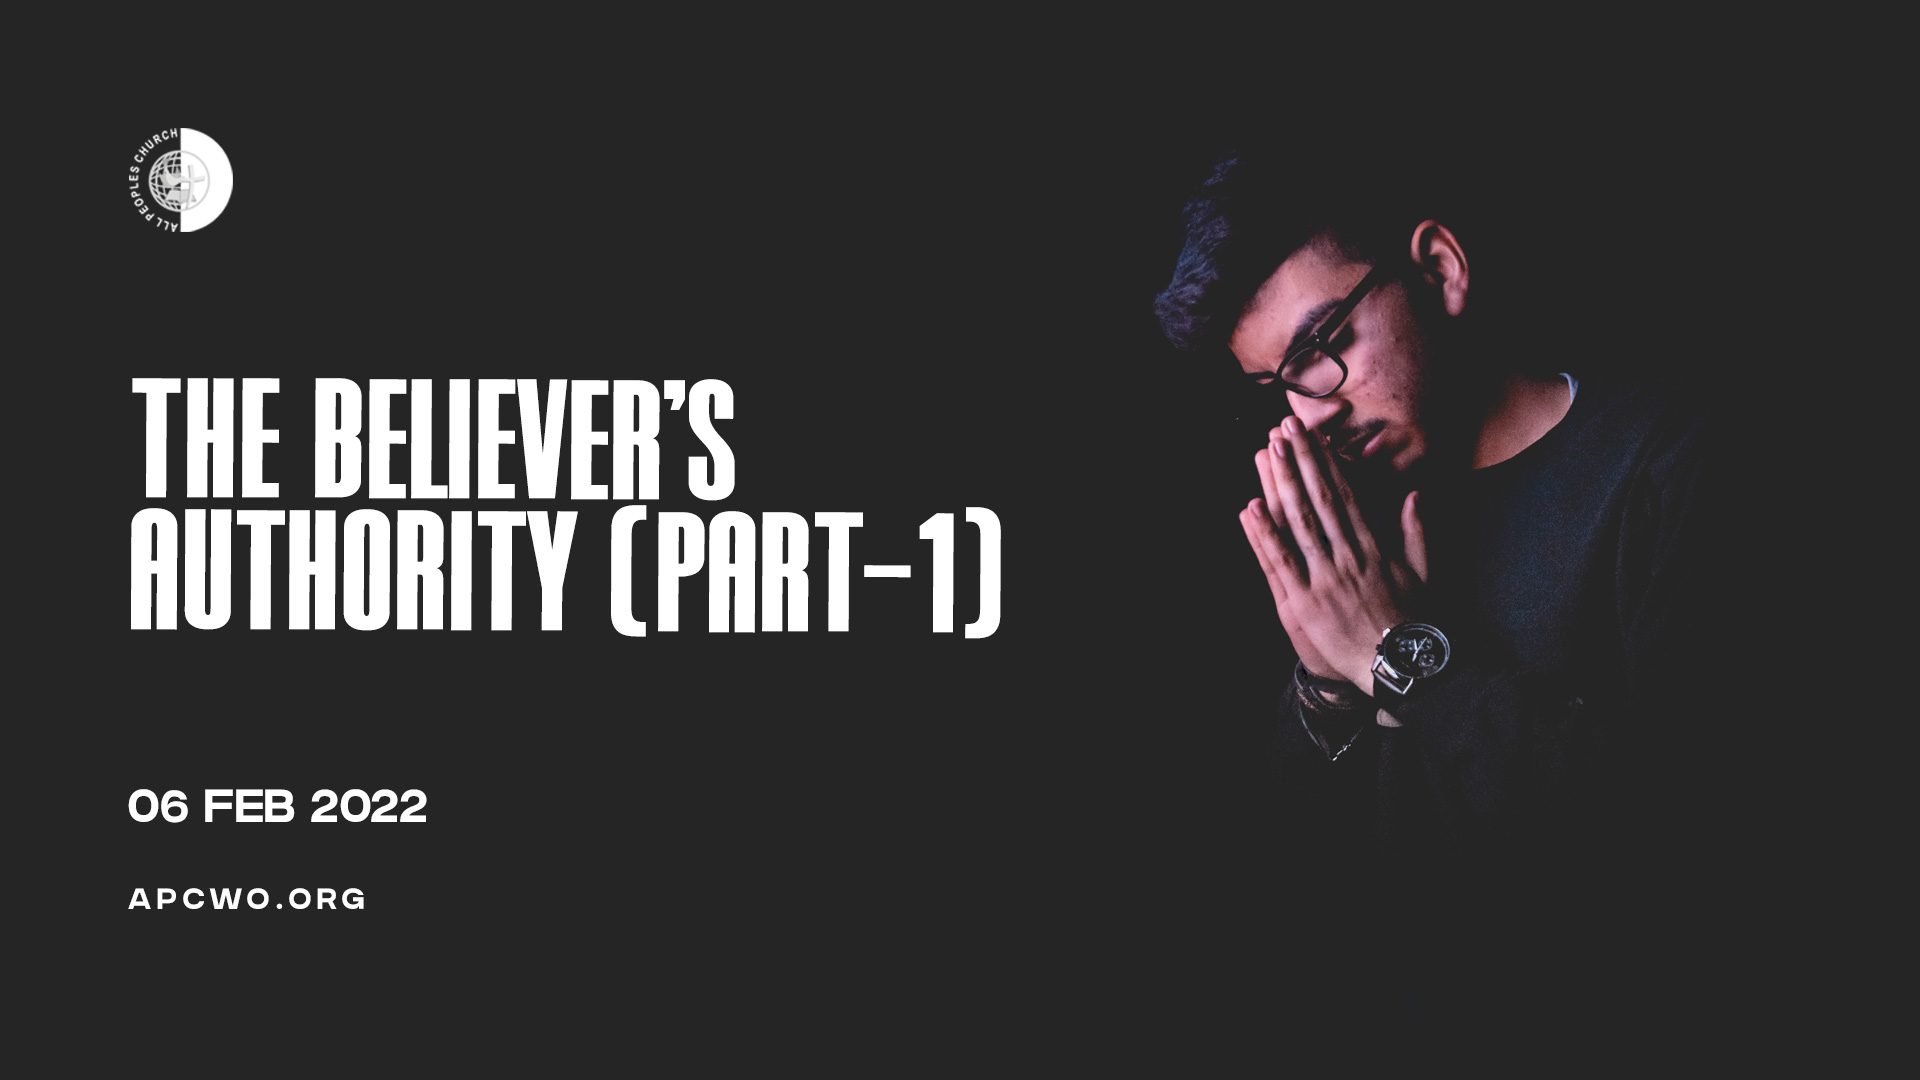 ALL PEOPLES CHURCH
THE BELIEVER’S
AUTHORITY (PART-1)
06 FEB 2022
APCWO.ORG